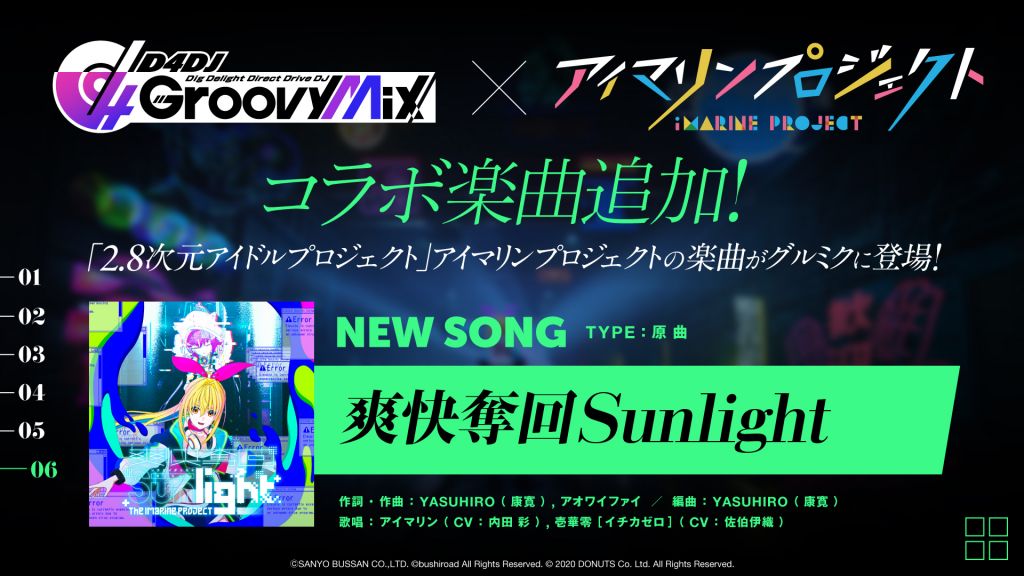 D4DJ
Dig Delight Direct Drive DJ
GROOVYMiX
×
アイマリンプロジェクト
iMARINE PROJECT
コラボ楽曲追加!
「2.8次元アイドルプロジェクト」アイマリンプロジェクトの楽曲がグルミクに登場!
01
02
03
04
05
06
Error
Error
Error
light
The IMARINE PROJECT
NEW SONG TYPE:原曲
爽快奪回Sunlight
作詞・作曲:YASUHIRO(康寛),アオワイファイ / 編曲:YASUHIRO(康寛)
歌唱:アイマリン(CV:内田 彩),壱華零[イチカゼロ](CV:佐伯伊織)
©SANYO BUSSAN CO.,LTD. ©bushiroad All Rights Reserved. © 2020 DONUTS Co. Ltd. All Rights Reserved.